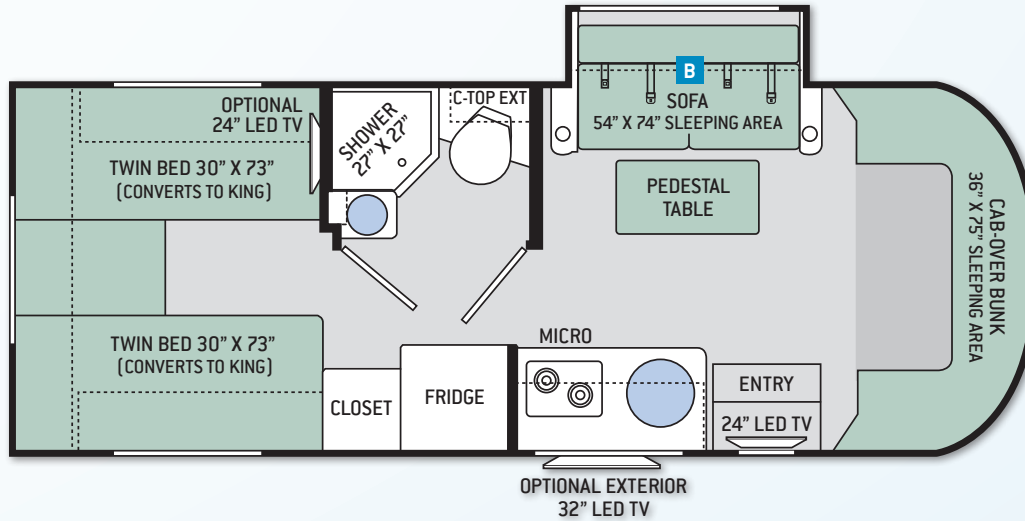 OPTIONAL
24” LED TV
TWIN BED 30” X 73”
(CONVERTS TO KING)
SHOWER
27” X 27”
C-TOP EXT
B
SOFA
54” X 74” SLEEPING AREA
PEDESTAL
TABLE
CAB-OVER BUNK
36” X 75” SLEEPING AREA
TWIN BED 30” X 73”
(CONVERTS TO KING)
CLOSET
FRIDGE
MICRO
ENTRY
24” LED TV
OPTIONAL EXTERIOR
32” LED TV